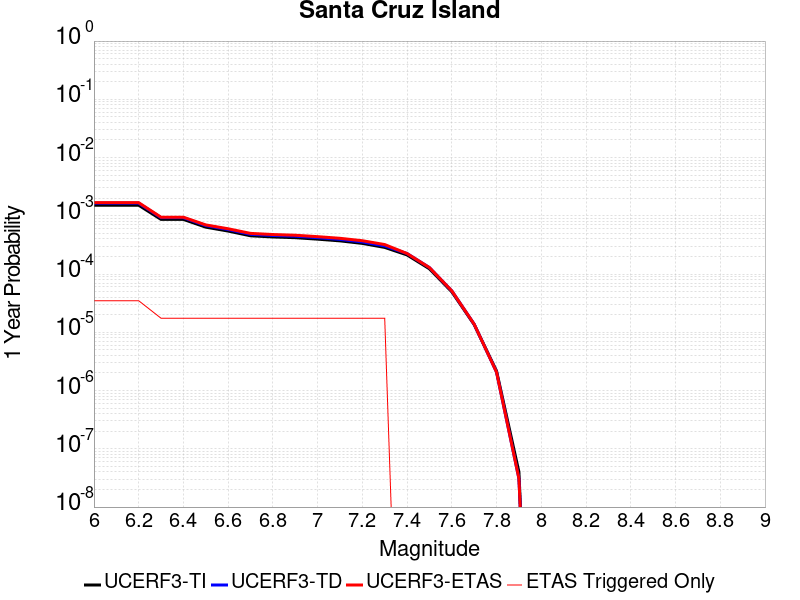 Santa Cruz Island
10^0
10^-1
10^-2
10^-3
10^-4
10^-5
10^-6
10^-7
10^-8
1 Year Probability
6 6.2 6.4 6.6 6.8 7 7.2 7.4 7.6 7.8 8 8.2 8.4 8.6 8.8 9
Magnitude
UCERF3-TI UCERF3-TD UCERF3-ETAS ETAS Triggered Only